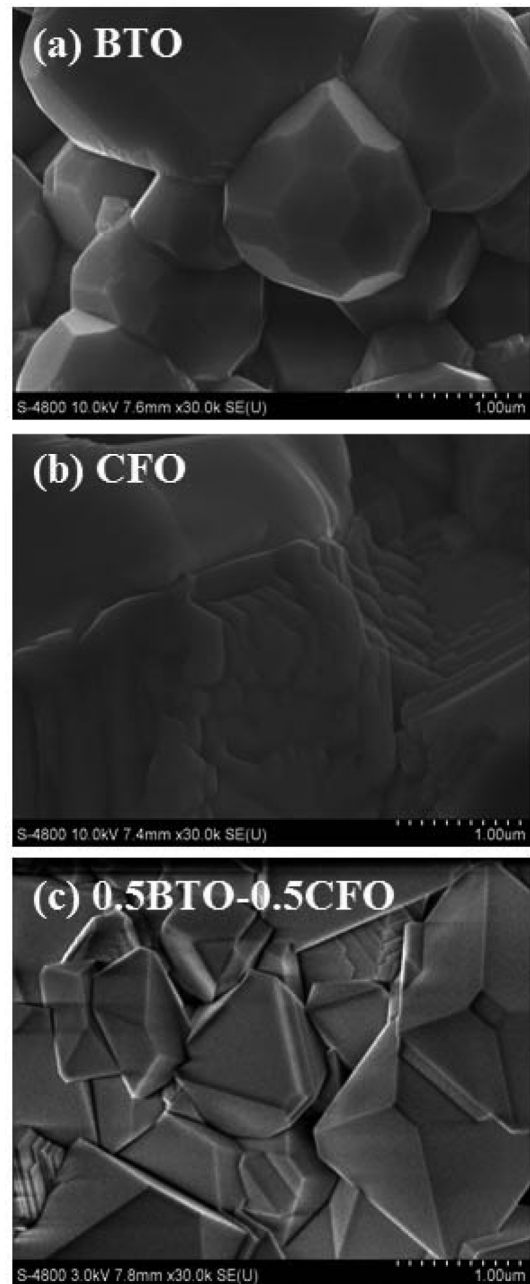 (a) BTO
S-4800 10.0kV 7.6mm x30.0k SE(U)
1.00um
(b) CFO
S-4800 10.0kV 7.4mm x30.0k SE(U)
1.00um
(c) 0.5BTO-0.5CFO
S-4800 3.0kV 7.8mm x30.0k SE(U)
1.00um